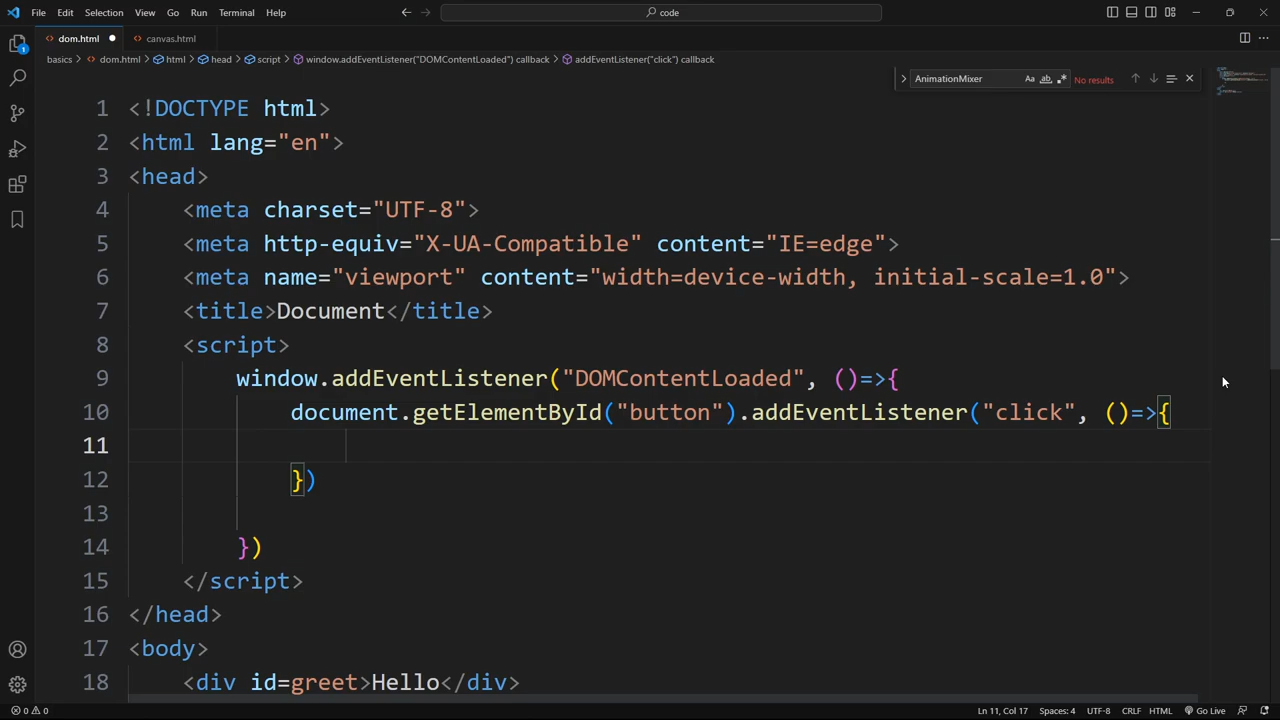 File Edit Selection View Go Run Terminal Help
code
dom.html canvas.html
basics > dom.html > html > head > script > window.addEventListener("DOMContentLoaded") callback > addEventListener("click") callback
AnimationMixer Aa ab .* No results
1 <!DOCTYPE html>
2 <html lang="en">
3 <head>
4 <meta charset="UTF-8">
5 <meta http-equiv="X-UA-Compatible" content="IE=edge">
6 <meta name="viewport" content="width=device-width, initial-scale=1.0">
7 <title>Document</title>
8 <script>
9 window.addEventListener("DOMContentLoaded", ()=>{
10 document.getElementById("button").addEventListener("click", ()=>{
11
12 })
13
14 })
15 </script>
16 </head>
17 <body>
18 <div id=greet>Hello</div>
1
0 0 Ln 11, Col 17 Spaces: 4 UTF-8 CRLF HTML Go Live